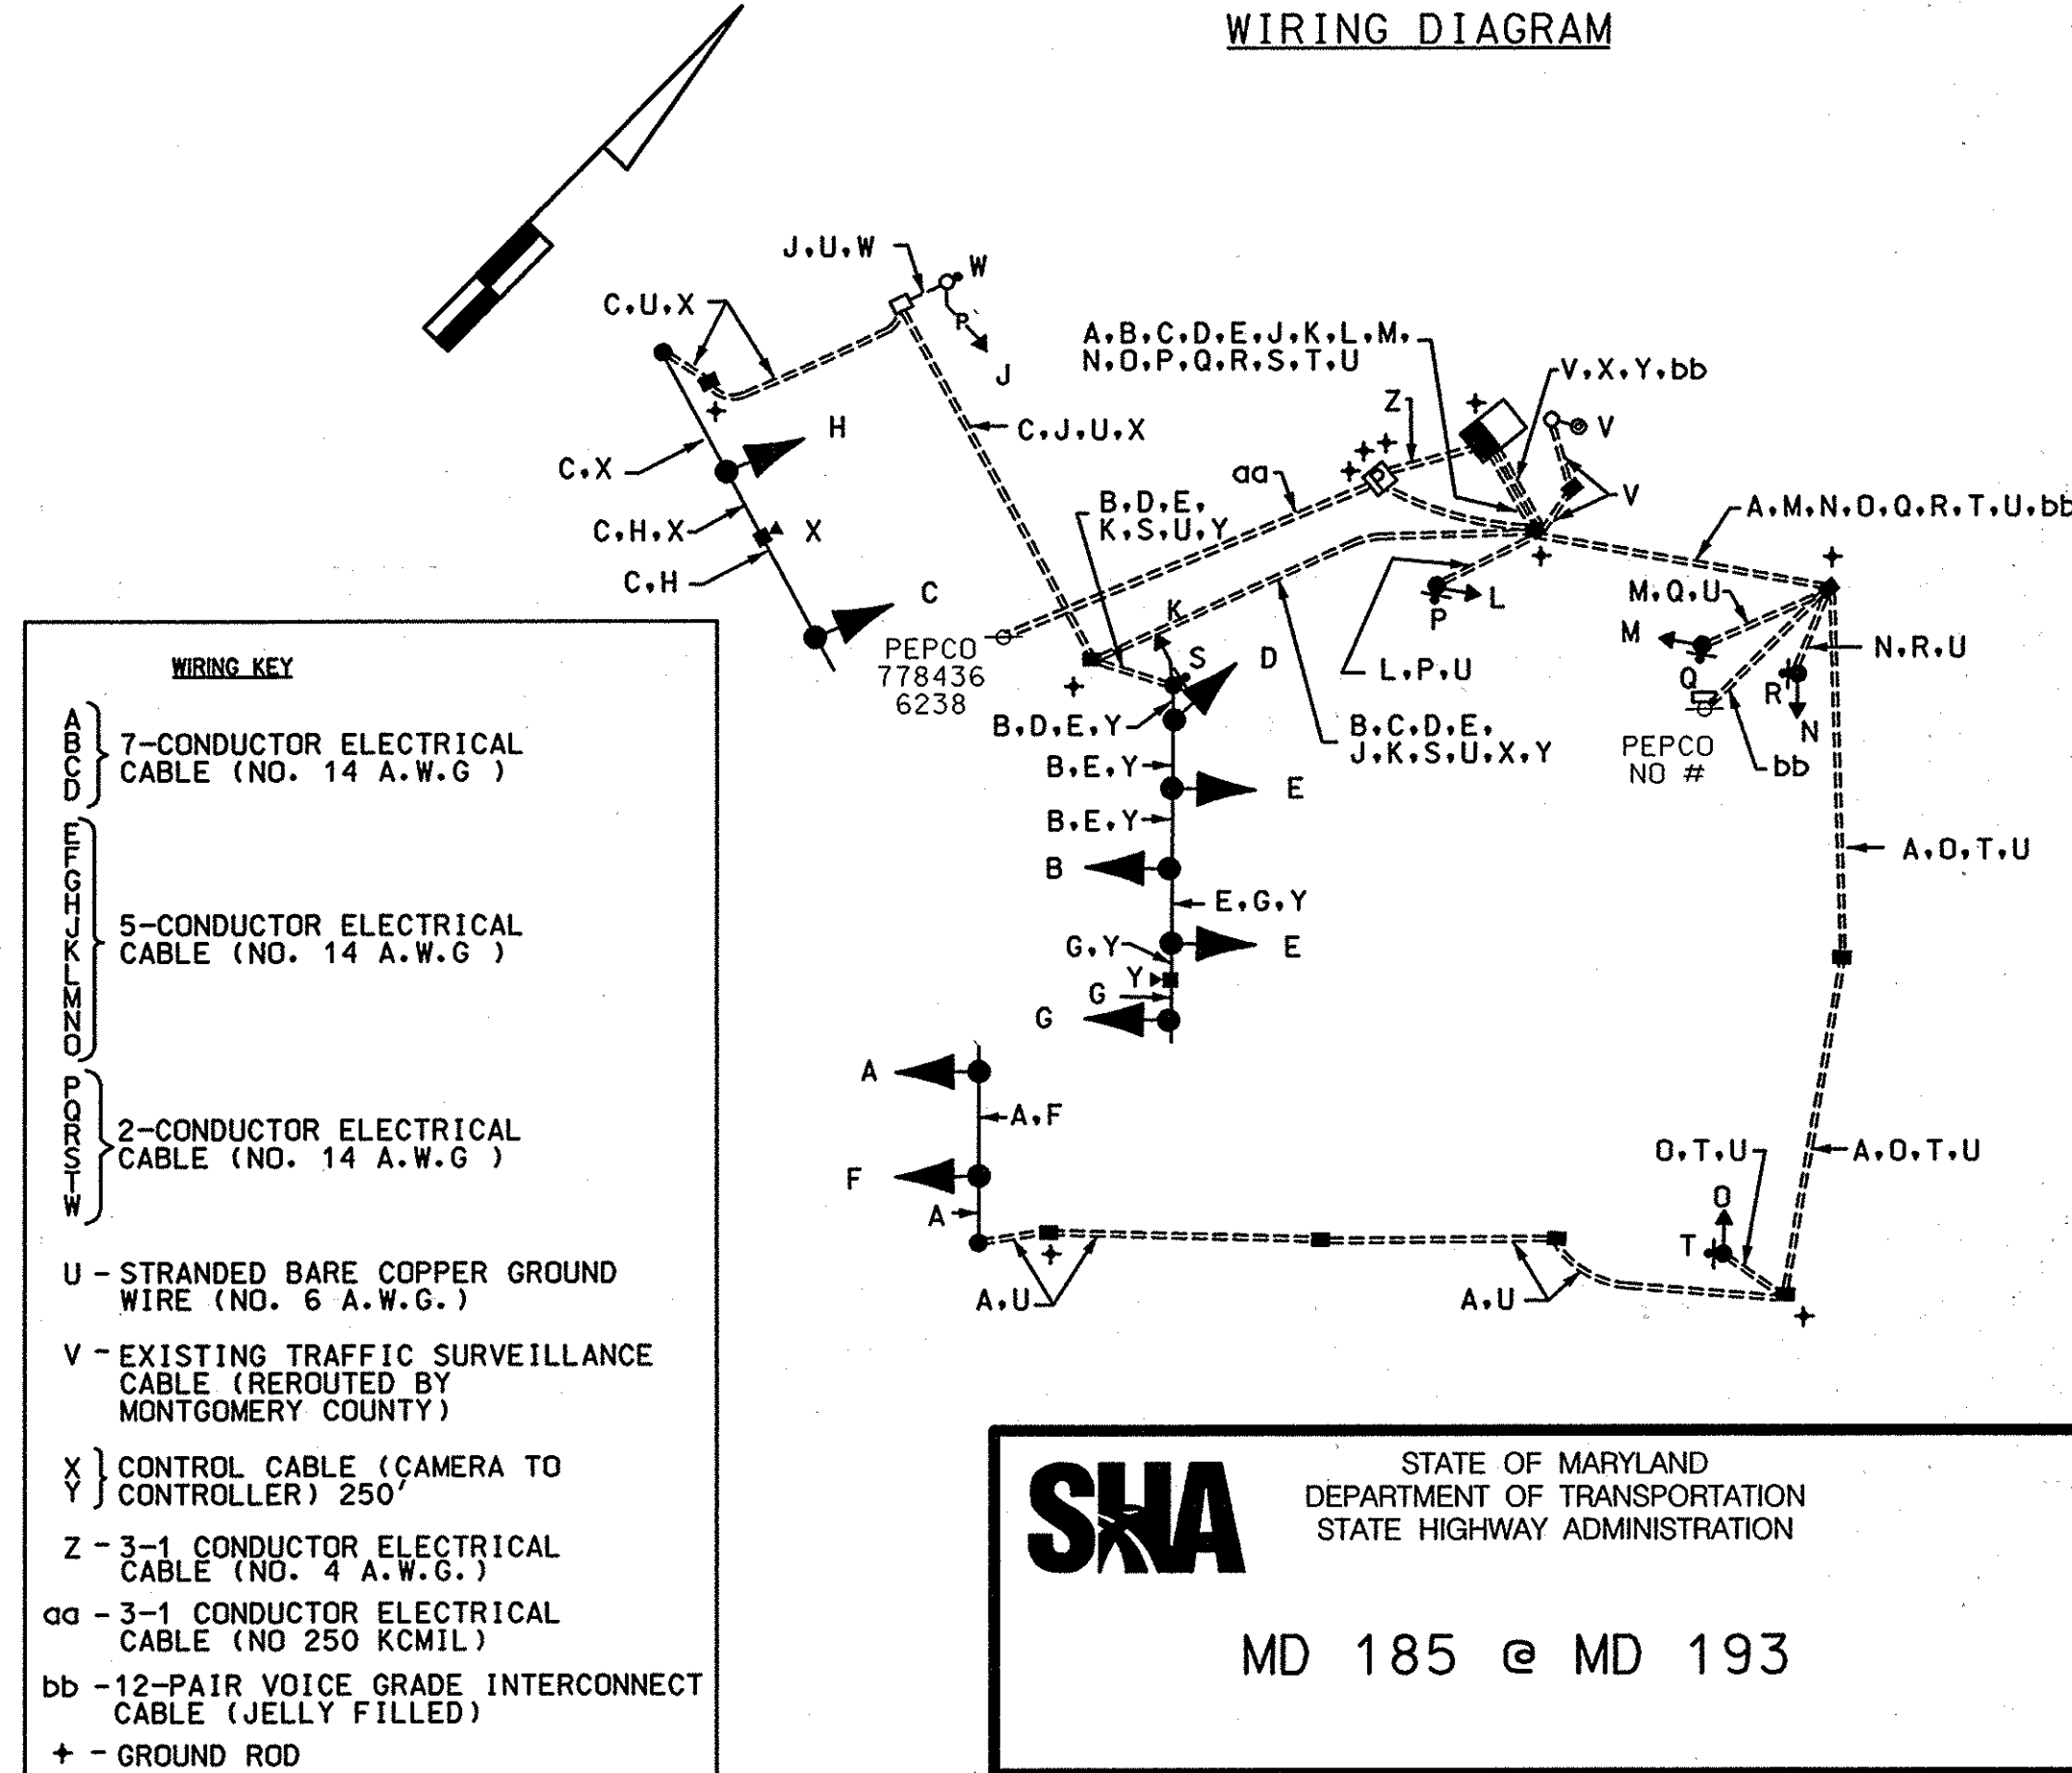 WIRING DIAGRAM
J,U,W
W
C,U,X
P
J
A,B,C,D,E,J,K,L,M,
N,O,P,Q,R,S,T,U
V,X,Y,bb
Z
V
H
C,J,U,X
C,X
aa
P
V
B,D,E,
K,S,U,Y
A,M,N,O,Q,R,T,U,bb
C,H,X
X
C,H
C
K
M,Q,U
L
P
M
N,R,U
PEPCO
778436
6238
S
D
L,P,U
Q
R
N
B,D,E,Y
B,C,D,E,
J,K,S,U,X,Y
PEPCO
NO #
bb
B,E,Y
E
B,E,Y
A,O,T,U
B
E,G,Y
G,Y
E
Y
G
G
A
A,F
O,T,U
A,O,T,U
F
O
A
T
A,U
A,U
WIRING KEY
A
B
C
D
7-CONDUCTOR ELECTRICAL
CABLE (NO. 14 A.W.G )
E
F
G
H
J
K
L
M
N
O
5-CONDUCTOR ELECTRICAL
CABLE (NO. 14 A.W.G )
P
Q
R
S
T
W
2-CONDUCTOR ELECTRICAL
CABLE (NO. 14 A.W.G )
U - STRANDED BARE COPPER GROUND
WIRE (NO. 6 A.W.G.)
V - EXISTING TRAFFIC SURVEILLANCE
CABLE (REROUTED BY
MONTGOMERY COUNTY)
X
Y
CONTROL CABLE (CAMERA TO
CONTROLLER) 250'
Z - 3-1 CONDUCTOR ELECTRICAL
CABLE (NO. 4 A.W.G.)
aa - 3-1 CONDUCTOR ELECTRICAL
CABLE (NO 250 KCMIL)
bb -12-PAIR VOICE GRADE INTERCONNECT
CABLE (JELLY FILLED)
- GROUND ROD
SHA
STATE OF MARYLAND
DEPARTMENT OF TRANSPORTATION
STATE HIGHWAY ADMINISTRATION
MD 185 @ MD 193